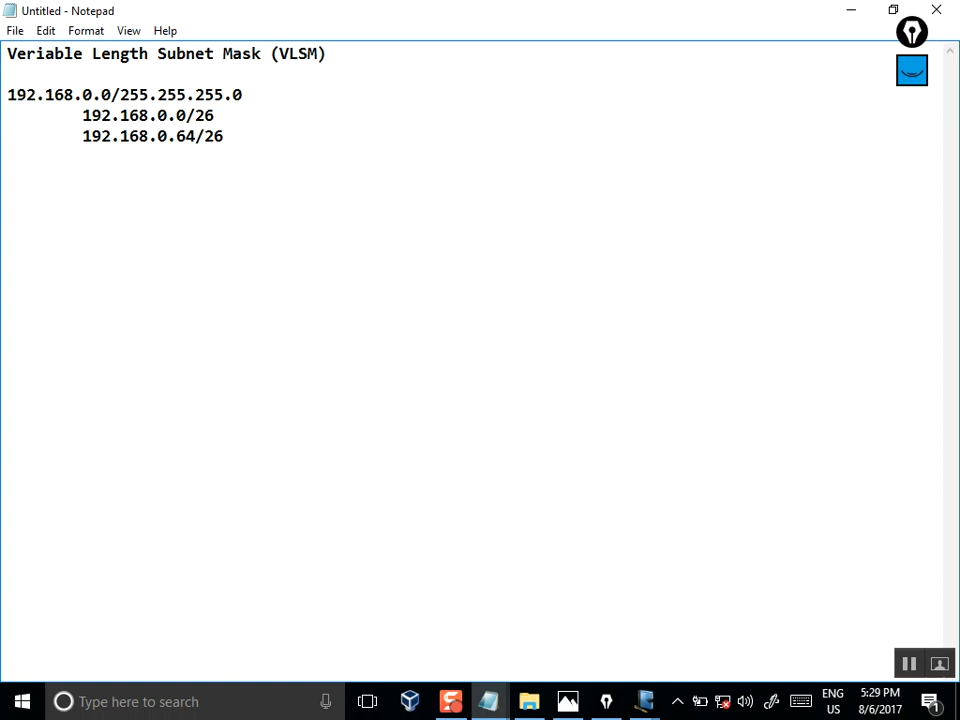 Untitled - Notepad
File Edit Format View Help
Veriable Length Subnet Mask (VLSM)
192.168.0.0/255.255.255.0
192.168.0.0/26
192.168.0.64/26
Type here to search
ENG 5:29 PM
US 8/6/2017
1